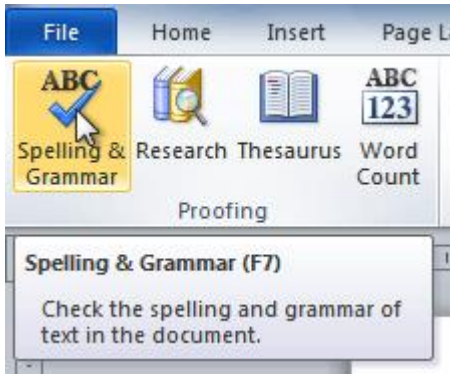 File Home Insert Page La
ABC ABC
123
Spelling & Research Thesaurus Word
Grammar Count
Proofing
Spelling & Grammar (F7)
Check the spelling and grammar of
text in the document.